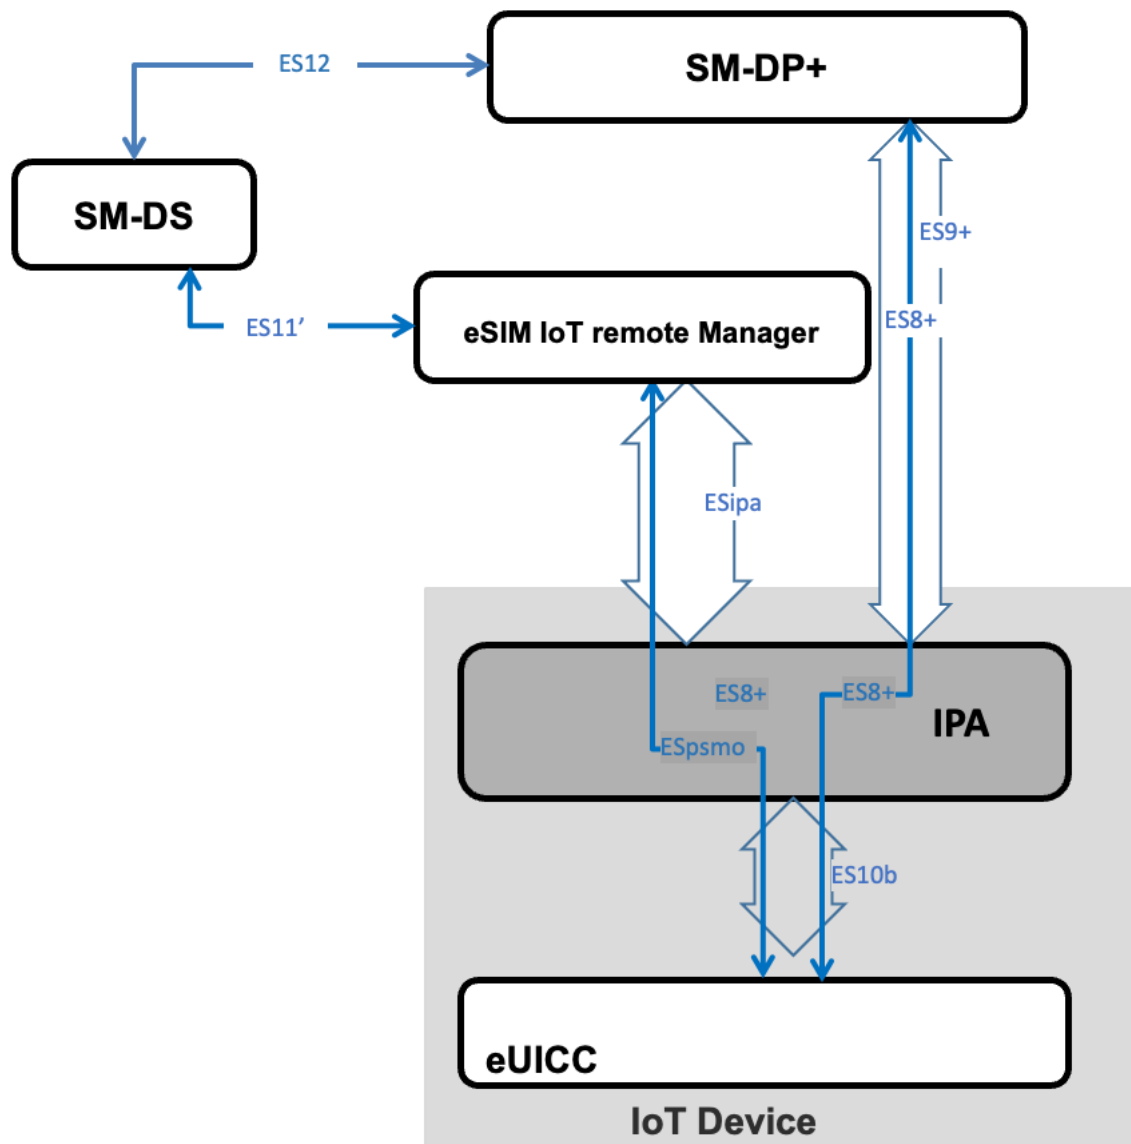 ES12
SM-DP+
SM-DS
ES9+
ES11’
eSIM IoT remote Manager
ES8+
ESipa
ES8+
ES8+
IPA
ESpsmo
ES10b
eUICC
IoT Device